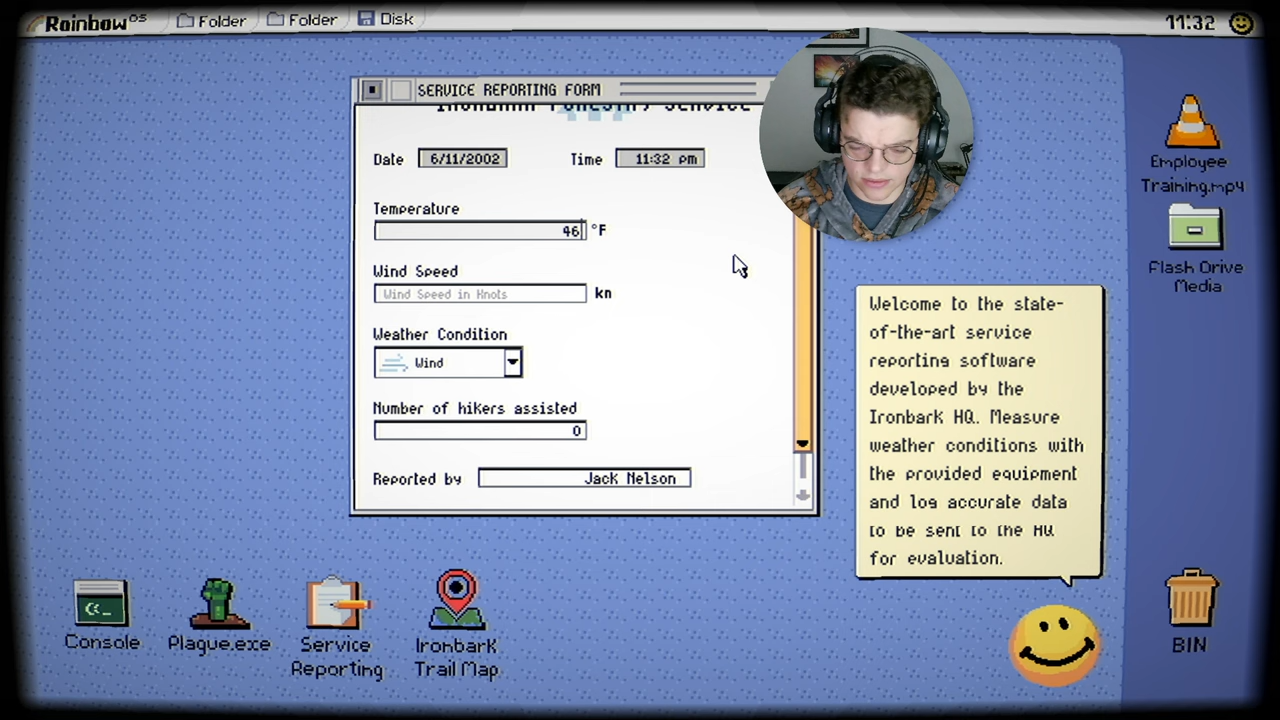 Rainbow OS
Folder
Folder
Disk
11:32
SERVICE REPORTING FORM
IRONBARK FORESTRY SERVICE
Date 6/11/2002 Time 11:32 pm
Temperature
46 °F
Wind Speed
Wind Speed in Knots kn
Weather Condition
Wind
Number of hikers assisted
0
Reported by Jack Nelson
Employee
Training.mp4
Flash Drive
Media
Welcome to the state-
of-the-art service
reporting software
developed by the
Ironbark HQ. Measure
weather conditions with
the provided equipment
and log accurate data
to be sent to the HQ
for evaluation.
Console
Plague.exe
Service
Reporting
Ironbark
Trail Map
BIN